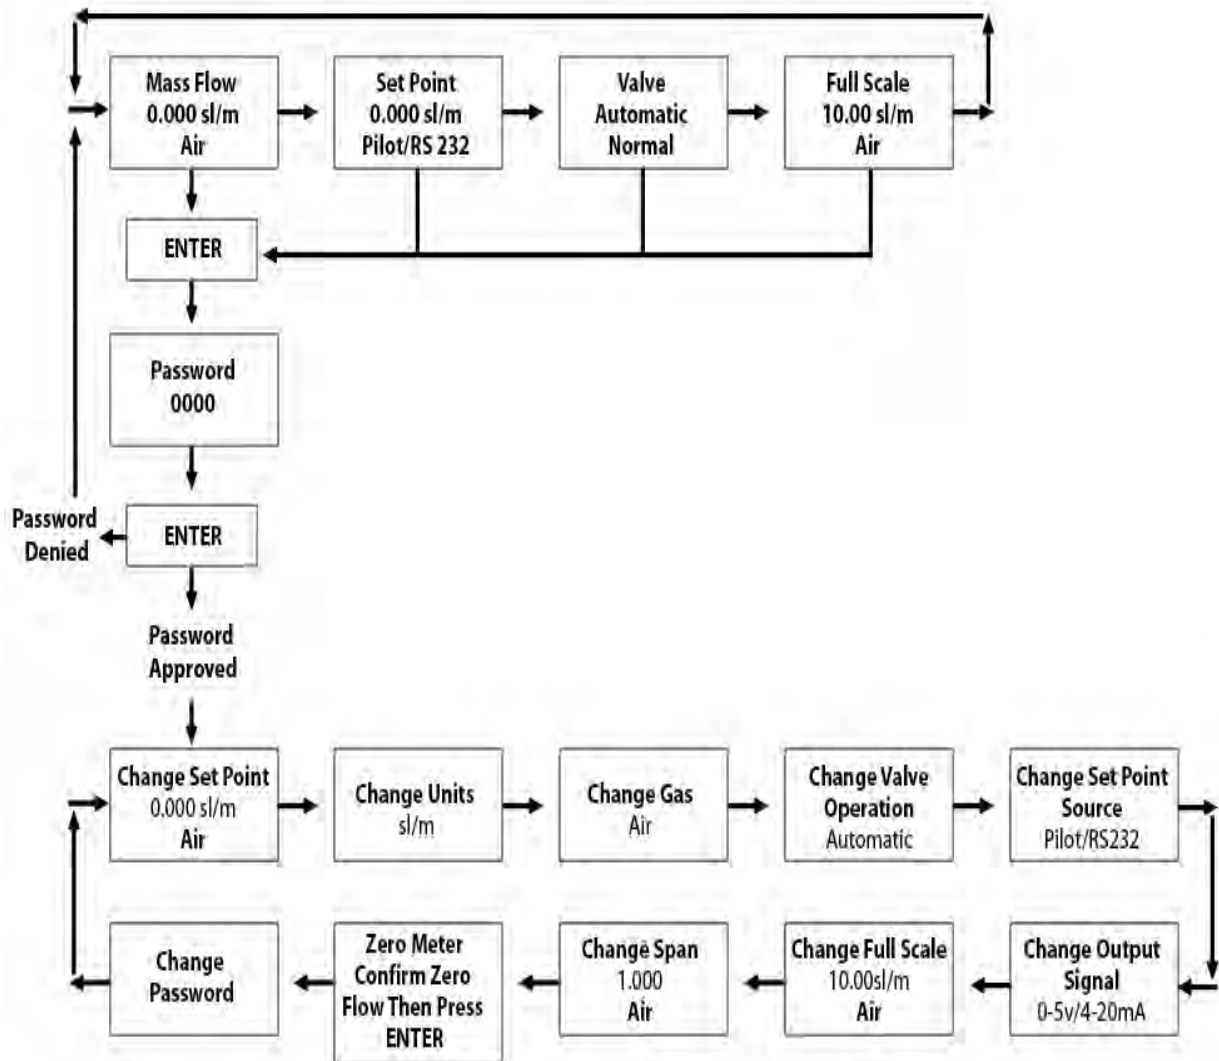 Mass Flow
0.000 sl/m
Air
Set Point
0.000 sl/m
Pilot/RS 232
Valve
Automatic
Normal
Full Scale
10.00 sl/m
Air
ENTER
Password
0000
ENTER
Password
Denied
Password
Approved
Change Set Point
0.000 sl/m
Air
Change Units
sl/m
Change Gas
Air
Change Valve
Operation
Automatic
Change Set Point
Source
Pilot/RS232
Change
Password
Zero Meter
Confirm Zero
Flow Then Press
ENTER
Change Span
1.000
Air
Change Full Scale
10.00sl/m
Air
Change Output
Signal
0-5v/4-20mA